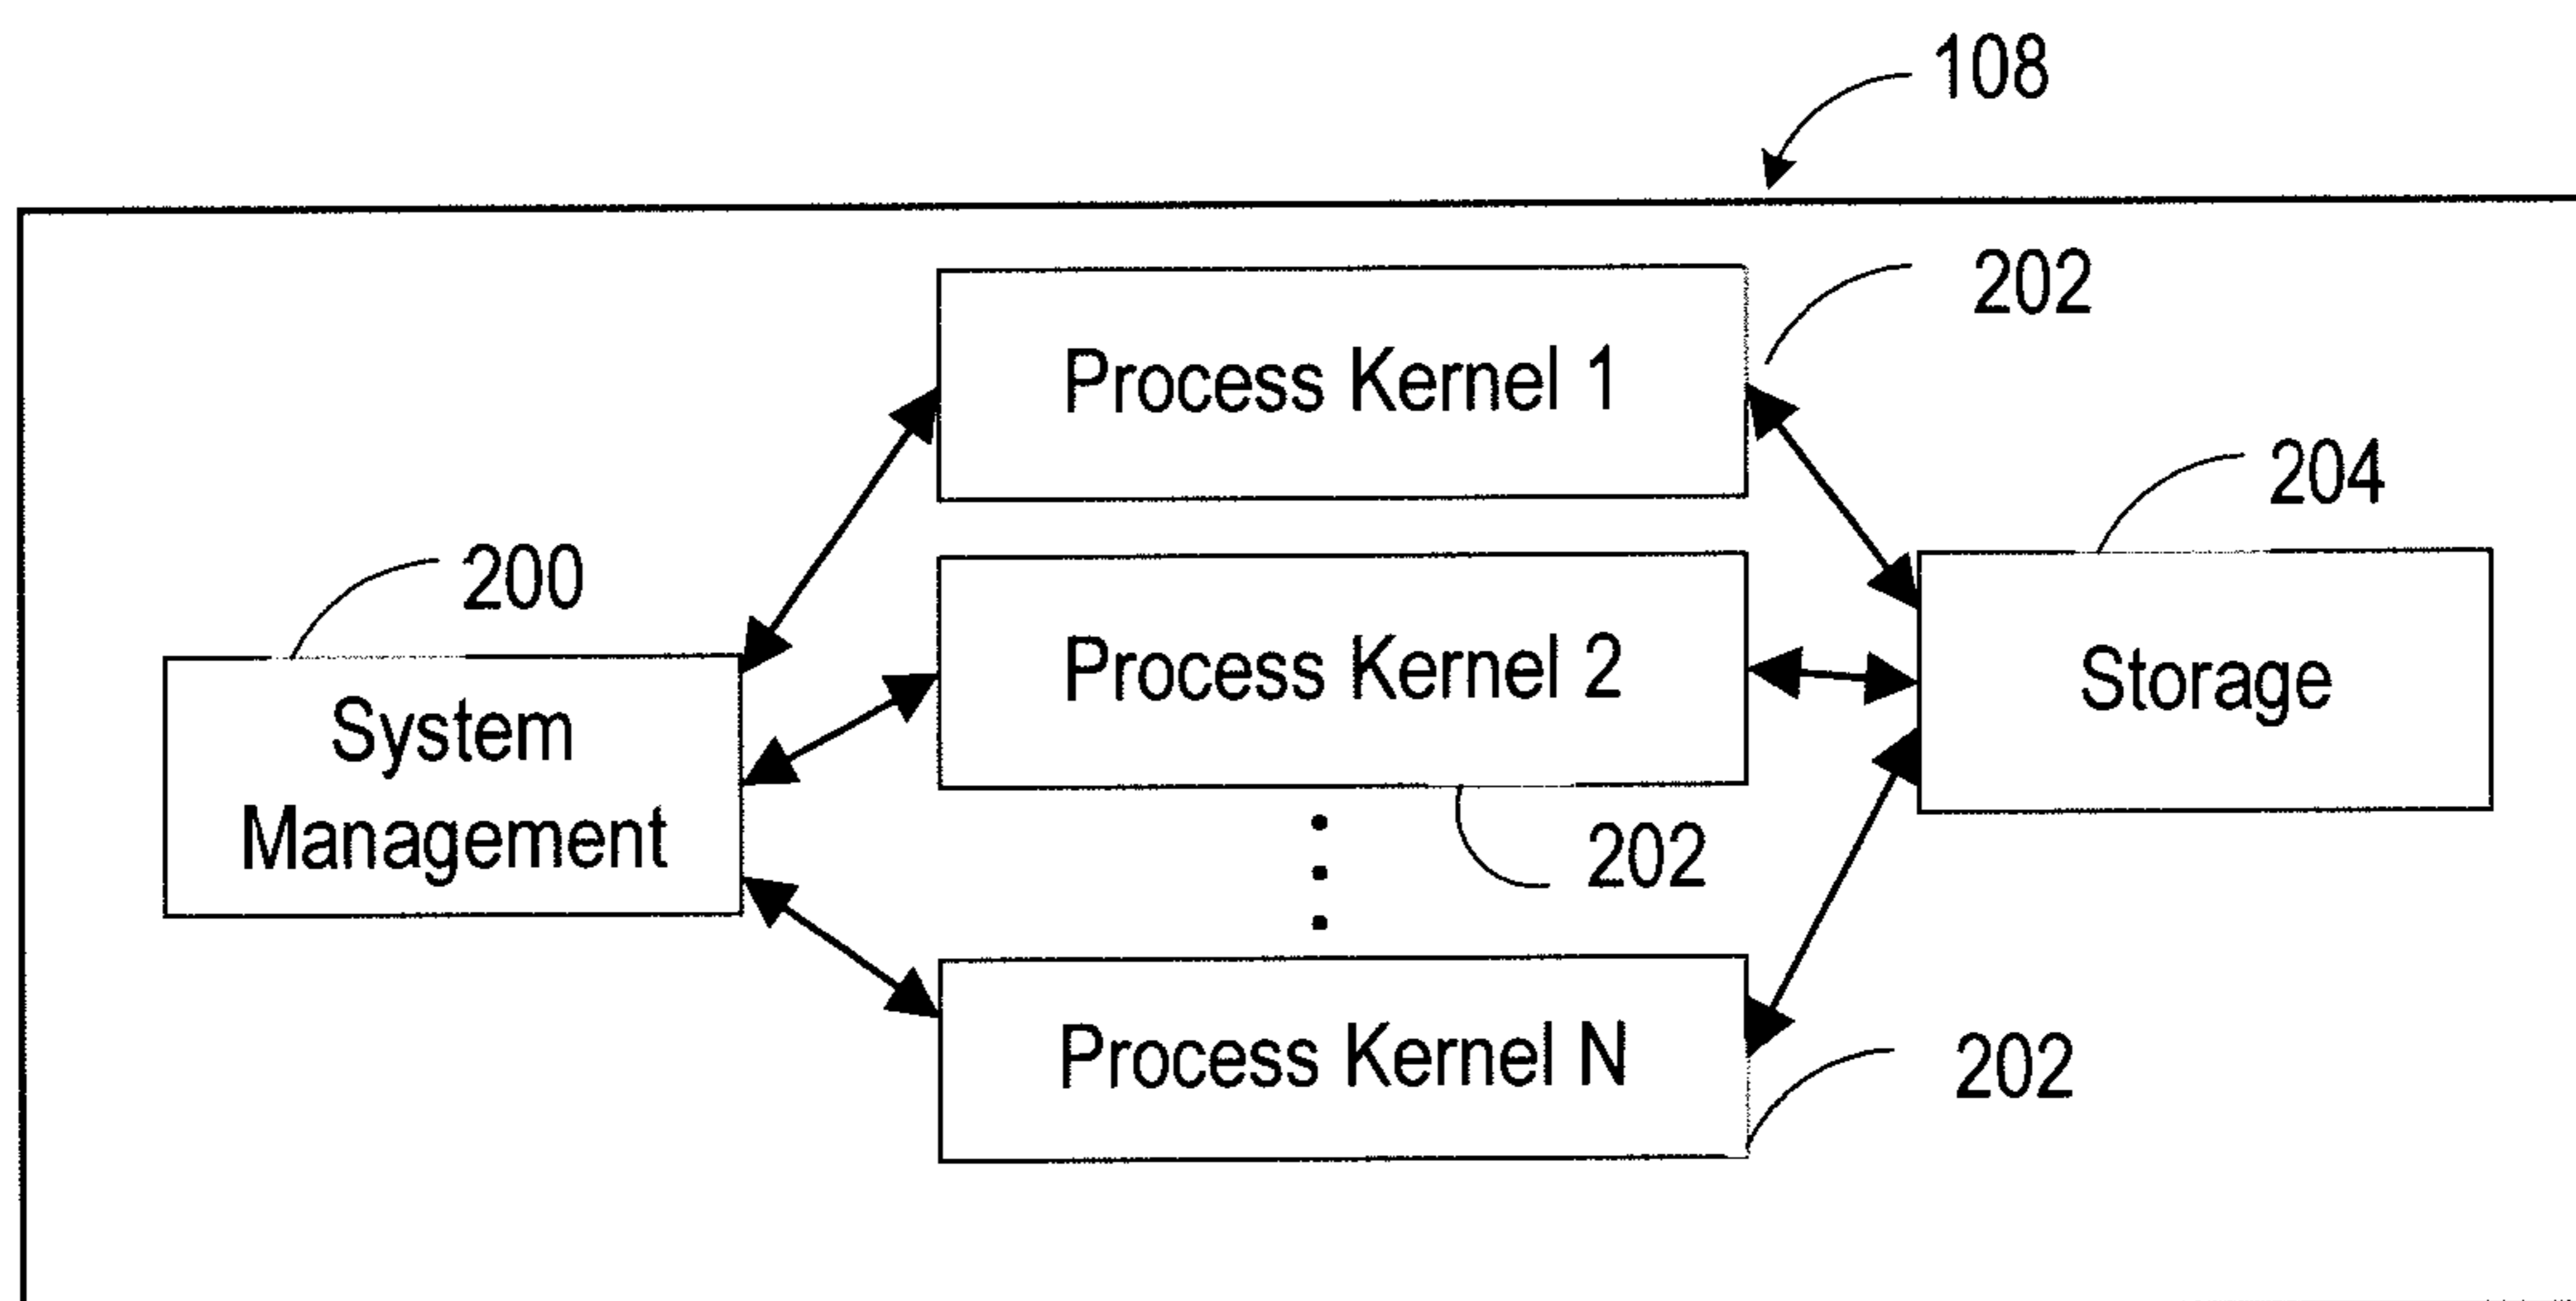 108
202
Process Kernel 1
204
200
Process Kernel 2
Storage
System
Management
202
Process Kernel N
202